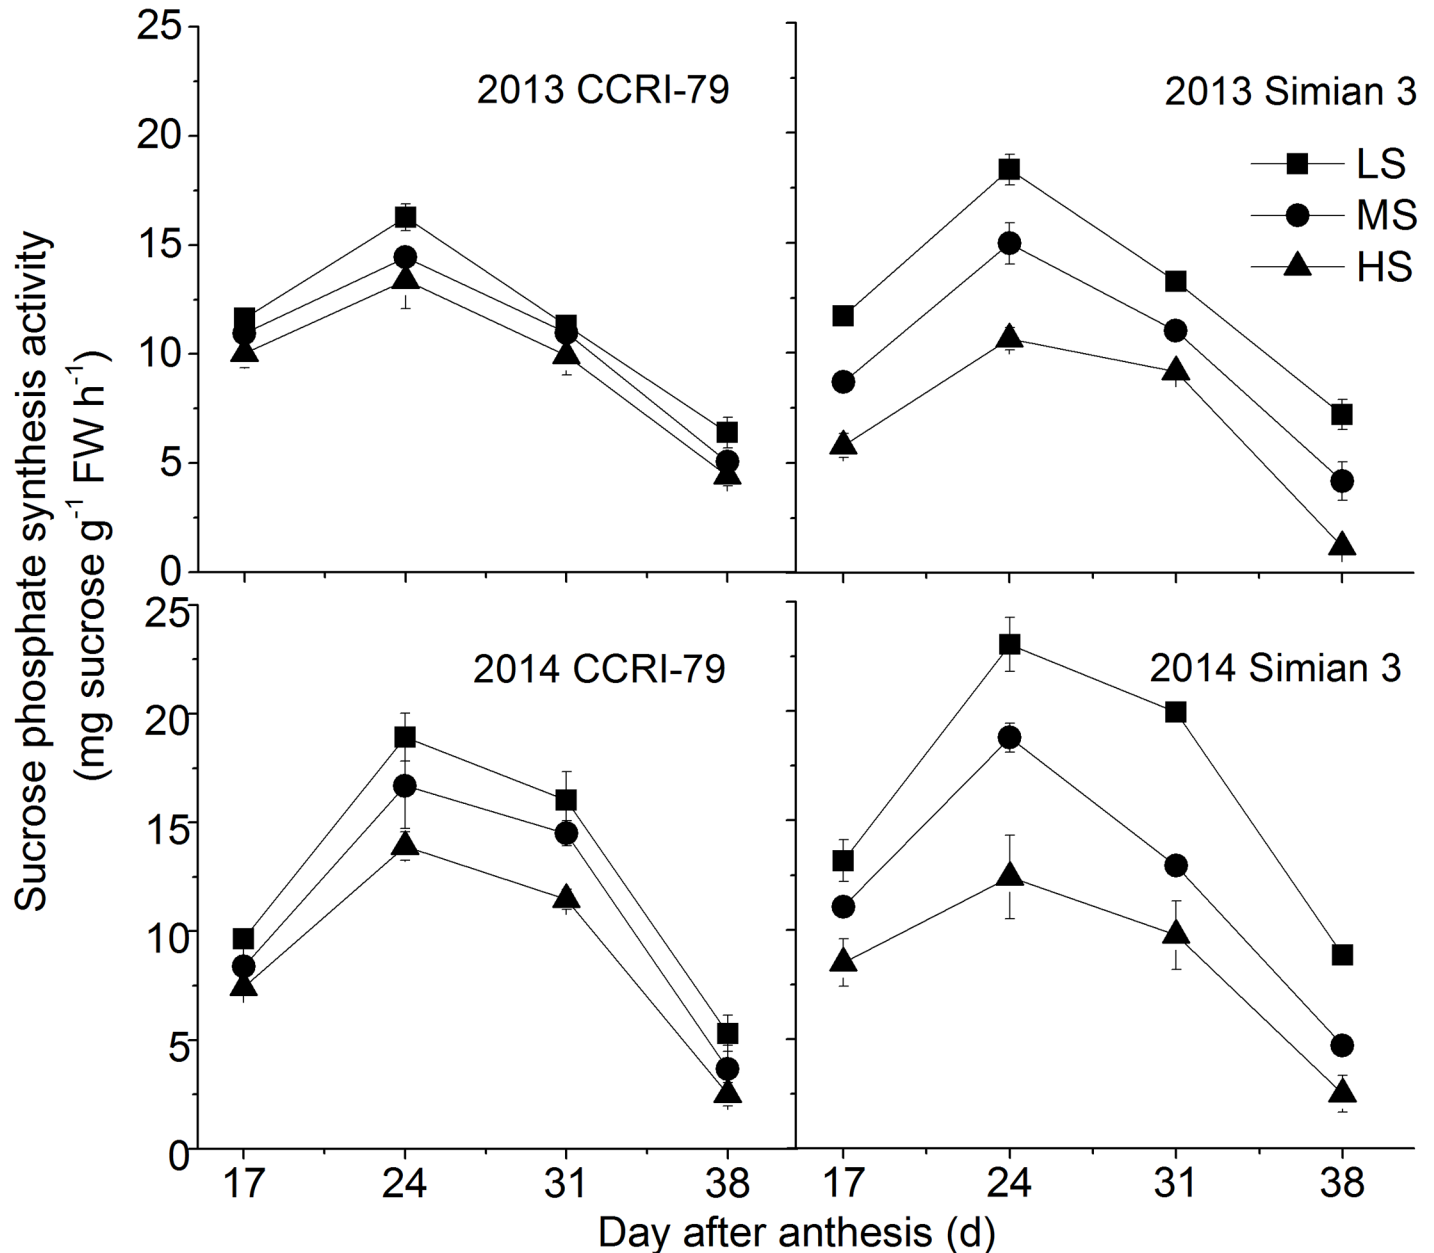 Sucrose phosphate synthesis activity
(mg sucrose g⁻¹ FW h⁻¹)
25
20
15
10
5
0
2013 CCRI-79
2013 Simian 3
LS
MS
HS
25
20
15
10
5
0
2014 CCRI-79
2014 Simian 3
17 24 31 38 17 24 31 38
Day after anthesis (d)